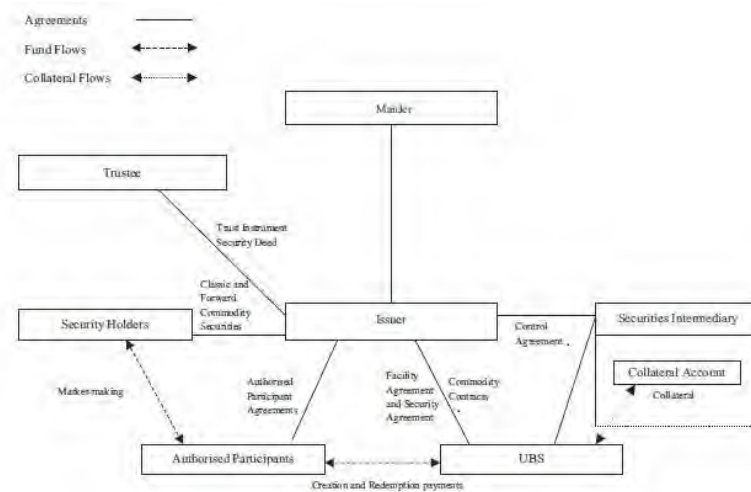 Agreements
Fund Flows
Collateral Flows
Trustee
Trust Instrument
Security Deed
Classic and
Forward
Commodity
Securities
Security Holders
Issuer
Control
Agreement
Securities Intermediary
Collateral Account
Collateral
Market-making
Authorised
Participant
Agreements
Facility
Agreement
and Security
Agreement
Commodity
Contracts
Authorised Participants
UBS
Creation and Redemption payments